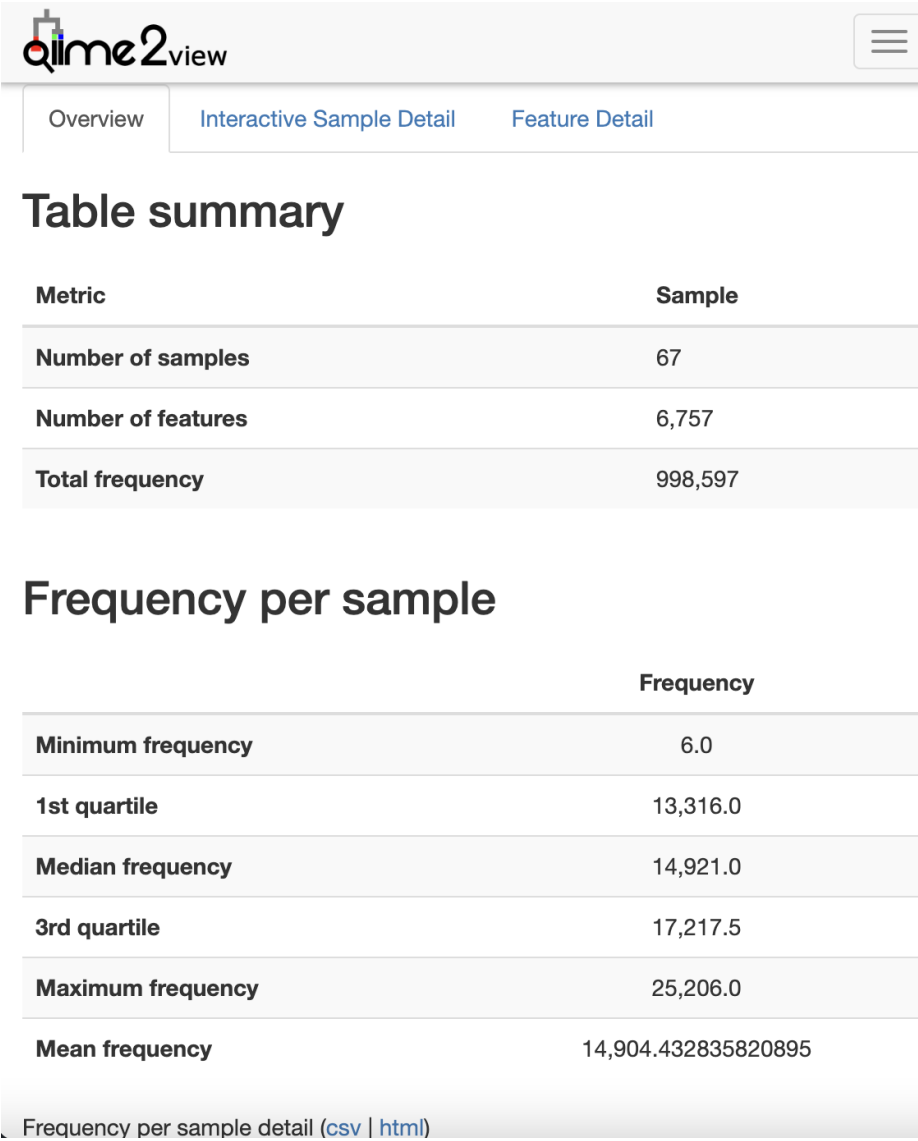 qiime2view
Overview Interactive Sample Detail Feature Detail
Table summary
Metric Sample
Number of samples 67
Number of features 6,757
Total frequency 998,597
Frequency per sample
Frequency
Minimum frequency 6.0
1st quartile 13,316.0
Median frequency 14,921.0
3rd quartile 17,217.5
Maximum frequency 25,206.0
Mean frequency 14,904.432835820895
Frequency per sample detail (csv | html)